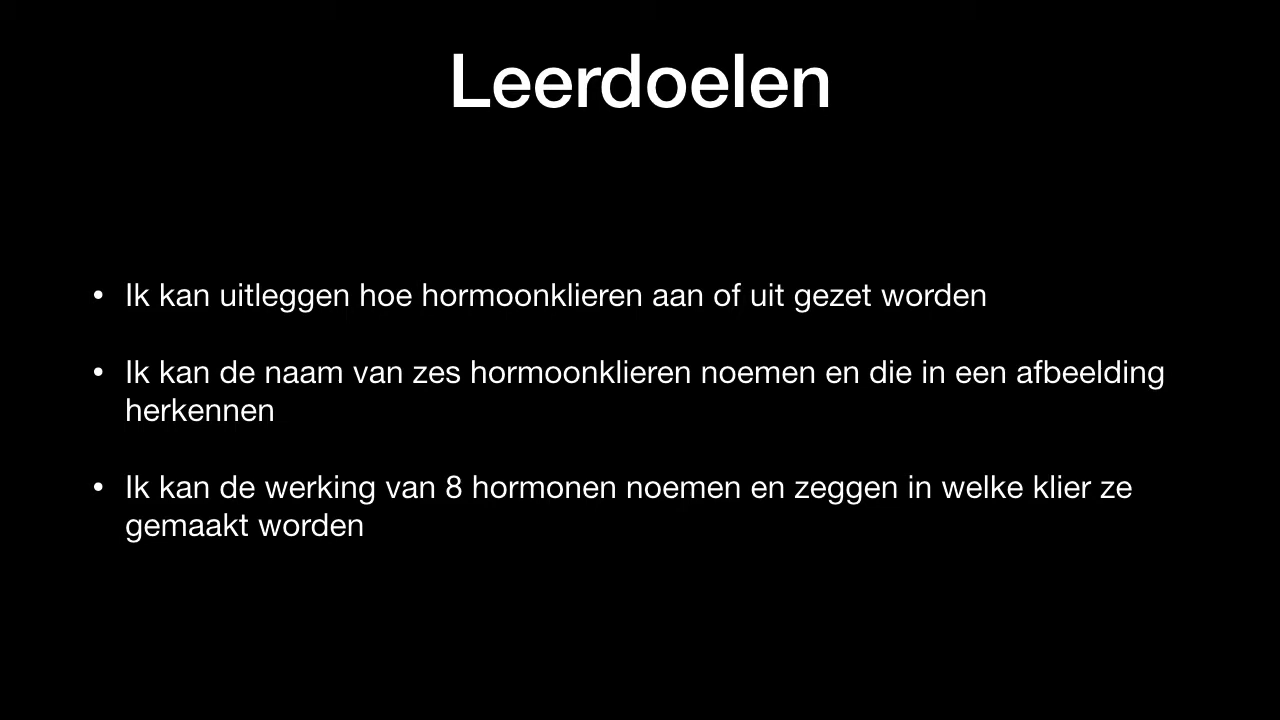 Leerdoelen
• Ik kan uitleggen hoe hormoonklieren aan of uit gezet worden
• Ik kan de naam van zes hormoonklieren noemen en die in een afbeelding
herkennen
• Ik kan de werking van 8 hormonen noemen en zeggen in welke klier ze
gemaakt worden